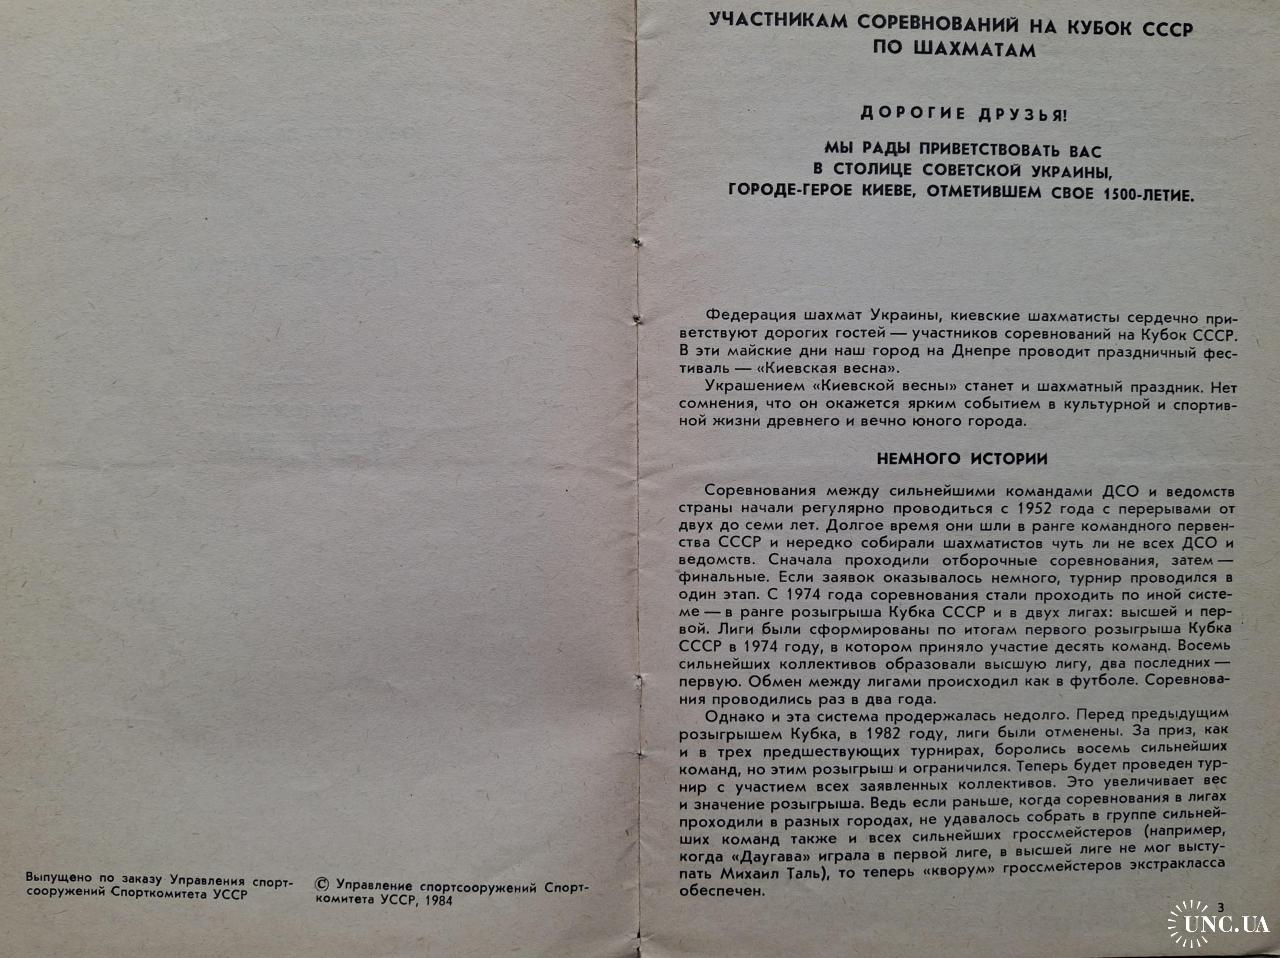 Выпущено по заказу Управления спорт-
сооружений Спорткомитета УССР
© Управление спортсооружений Спорт-
комитета УССР, 1984
УЧАСТНИКАМ СОРЕВНОВАНИЙ НА КУБОК СССР
ПО ШАХМАТАМ
ДОРОГИЕ ДРУЗЬЯ!
МЫ РАДЫ ПРИВЕТСТВОВАТЬ ВАС
В СТОЛИЦЕ СОВЕТСКОЙ УКРАИНЫ,
ГОРОДЕ-ГЕРОЕ КИЕВЕ, ОТМЕТИВШЕМ СВОЕ 1500-ЛЕТИЕ.
Федерация шахмат Украины, киевские шахматисты сердечно при-
ветствуют дорогих гостей — участников соревнований на Кубок СССР.
В эти майские дни наш город на Днепре проводит праздничный фес-
тиваль — «Киевская весна».
Украшением «Киевской весны» станет и шахматный праздник. Нет
сомнения, что он окажется ярким событием в культурной и спортив-
ной жизни древнего и вечно юного города.
НЕМНОГО ИСТОРИИ
Соревнования между сильнейшими командами ДСО и ведомств
страны начали регулярно проводиться с 1952 года с перерывами от
двух до семи лет. Долгое время они шли в ранге командного первен-
ства СССР и нередко собирали шахматистов чуть ли не всех ДСО и
ведомств. Сначала проходили отборочные соревнования, затем —
финальные. Если заявок оказывалось немного, турнир проводился в
один этап. С 1974 года соревнования стали проходить по иной систе-
ме — в ранге розыгрыша Кубка СССР и в двух лигах: высшей и пер-
вой. Лиги были сформированы по итогам первого розыгрыша Кубка
СССР в 1974 году, в котором приняло участие десять команд. Восемь
сильнейших коллективов образовали высшую лигу, два последних —
первую. Обмен между лигами происходил как в футболе. Соревнова-
ния проводились раз в два года.
Однако и эта система продержалась недолго. Перед предыдущим
розыгрышем Кубка, в 1982 году, лиги были отменены. За приз, как
и в трех предшествующих турнирах, боролись восемь сильнейших
команд, но этим розыгрыш и ограничился. Теперь будет проведен тур-
нир с участием всех заявленных коллективов. Это увеличивает вес
и значение розыгрыша. Ведь если раньше, когда соревнования в лигах
проходили в разных городах, не удавалось собрать в группе сильней-
ших команд также и всех сильнейших гроссмейстеров (например,
когда «Даугава» играла в первой лиге, в высшей лиге не мог высту-
пать Михаил Таль), то теперь «кворум» гроссмейстеров экстракласса
обеспечен.
3
UNC.UA